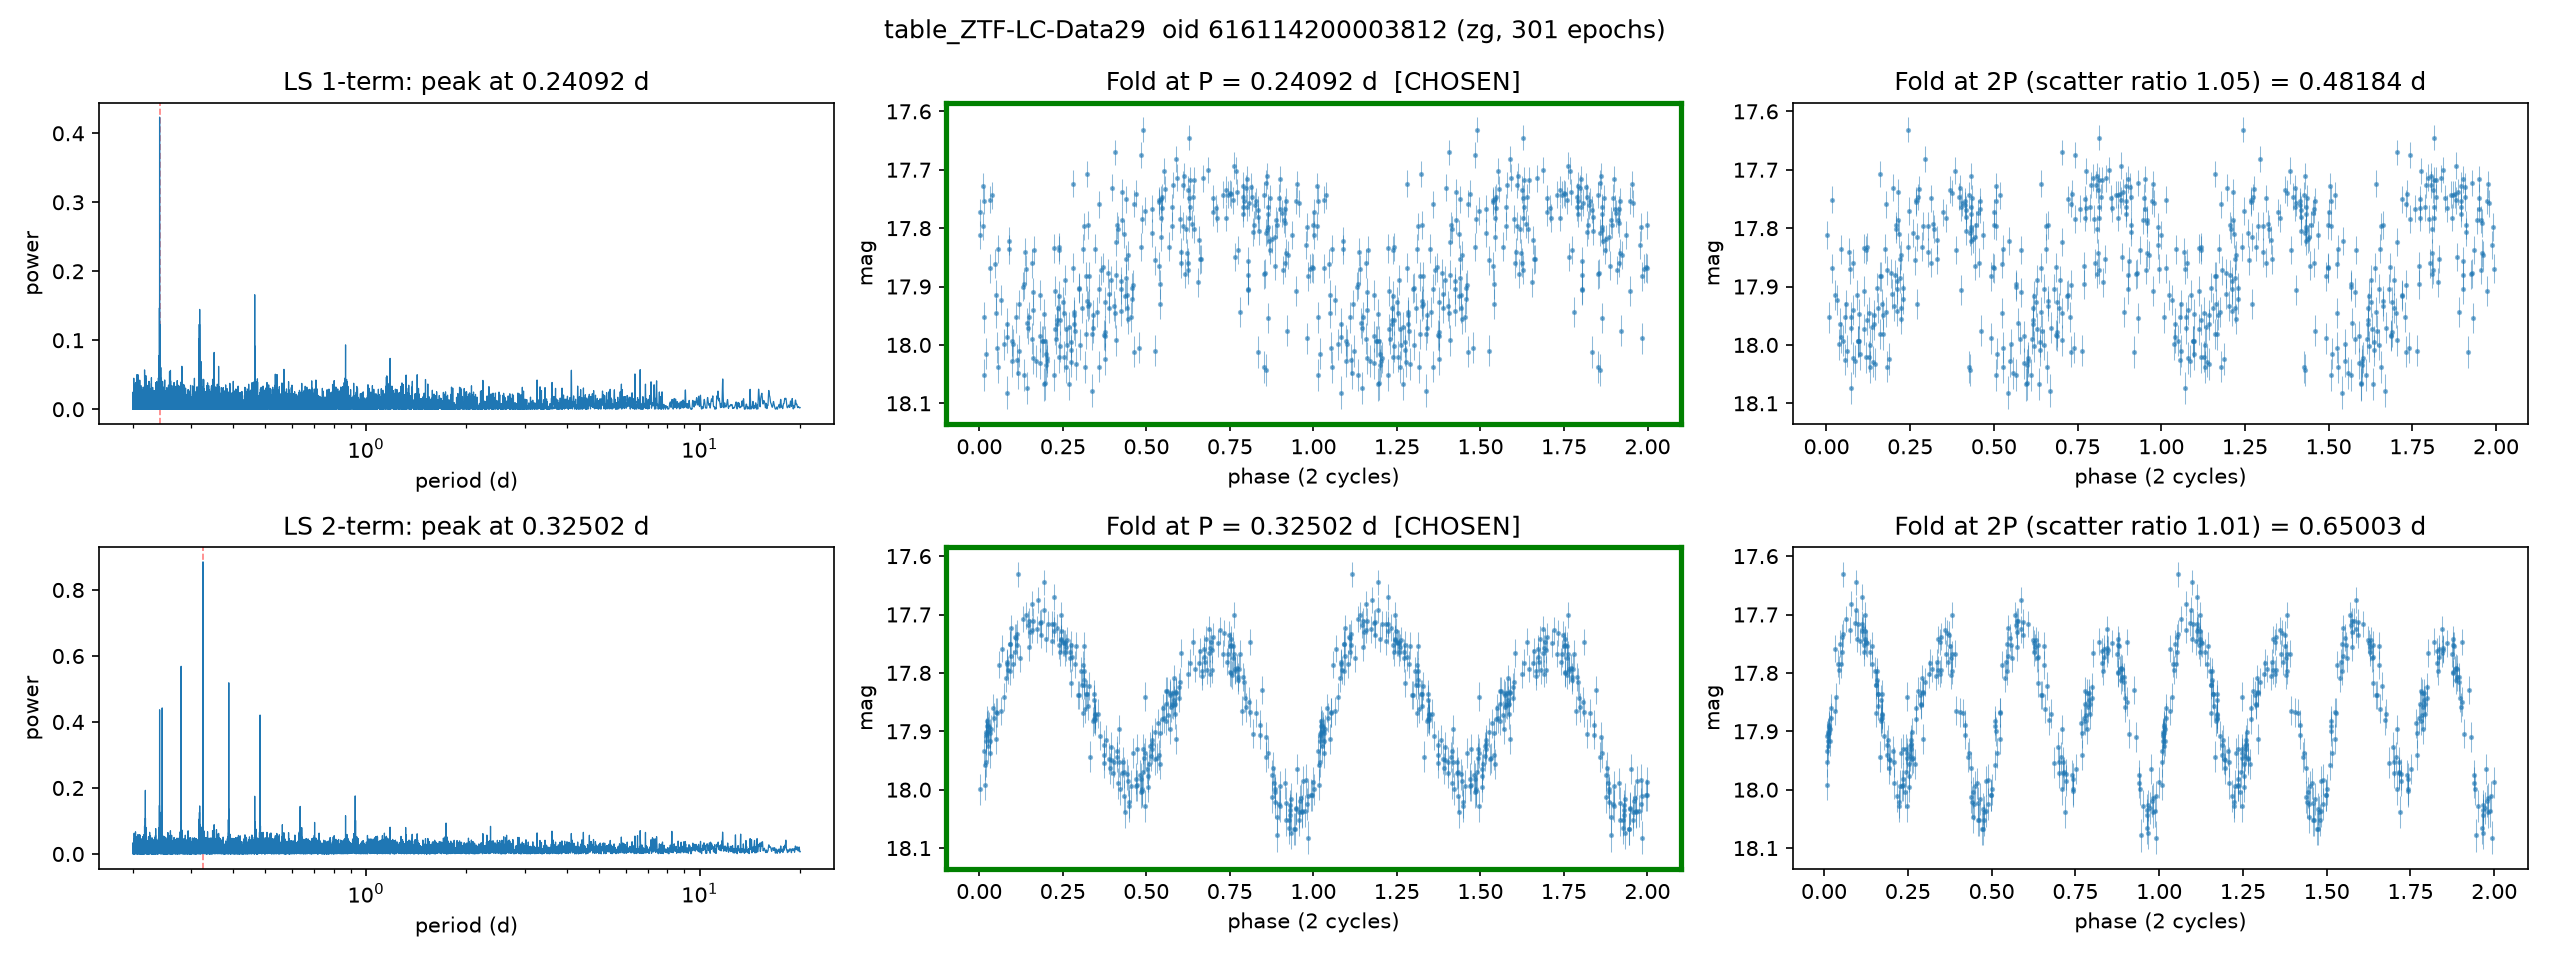 table_ZTF-LC-Data29  oid 616114200003812 (zg, 301 epochs)
LS 1-term: peak at 0.24092 d
power
0.4
0.3
0.2
0.1
0.0
10⁰
10¹
period (d)
Fold at P = 0.24092 d  [CHOSEN]
mag
17.6
17.7
17.8
17.9
18.0
18.1
0.00 0.25 0.50 0.75 1.00 1.25 1.50 1.75 2.00
phase (2 cycles)
Fold at 2P (scatter ratio 1.05) = 0.48184 d
mag
17.6
17.7
17.8
17.9
18.0
18.1
0.00 0.25 0.50 0.75 1.00 1.25 1.50 1.75 2.00
phase (2 cycles)
LS 2-term: peak at 0.32502 d
power
0.8
0.6
0.4
0.2
0.0
10⁰
10¹
period (d)
Fold at P = 0.32502 d  [CHOSEN]
mag
17.6
17.7
17.8
17.9
18.0
18.1
0.00 0.25 0.50 0.75 1.00 1.25 1.50 1.75 2.00
phase (2 cycles)
Fold at 2P (scatter ratio 1.01) = 0.65003 d
mag
17.6
17.7
17.8
17.9
18.0
18.1
0.00 0.25 0.50 0.75 1.00 1.25 1.50 1.75 2.00
phase (2 cycles)